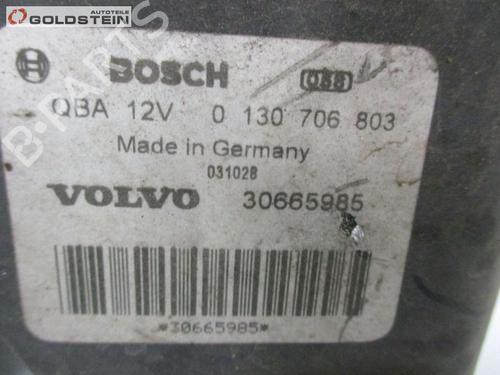 AUTOTEILE
GOLDSTEIN
B-PARTS
BOSCH
QBA 12V 0 130 706 803
Made in Germany
031028
VOLVO 30665985
*30665985*